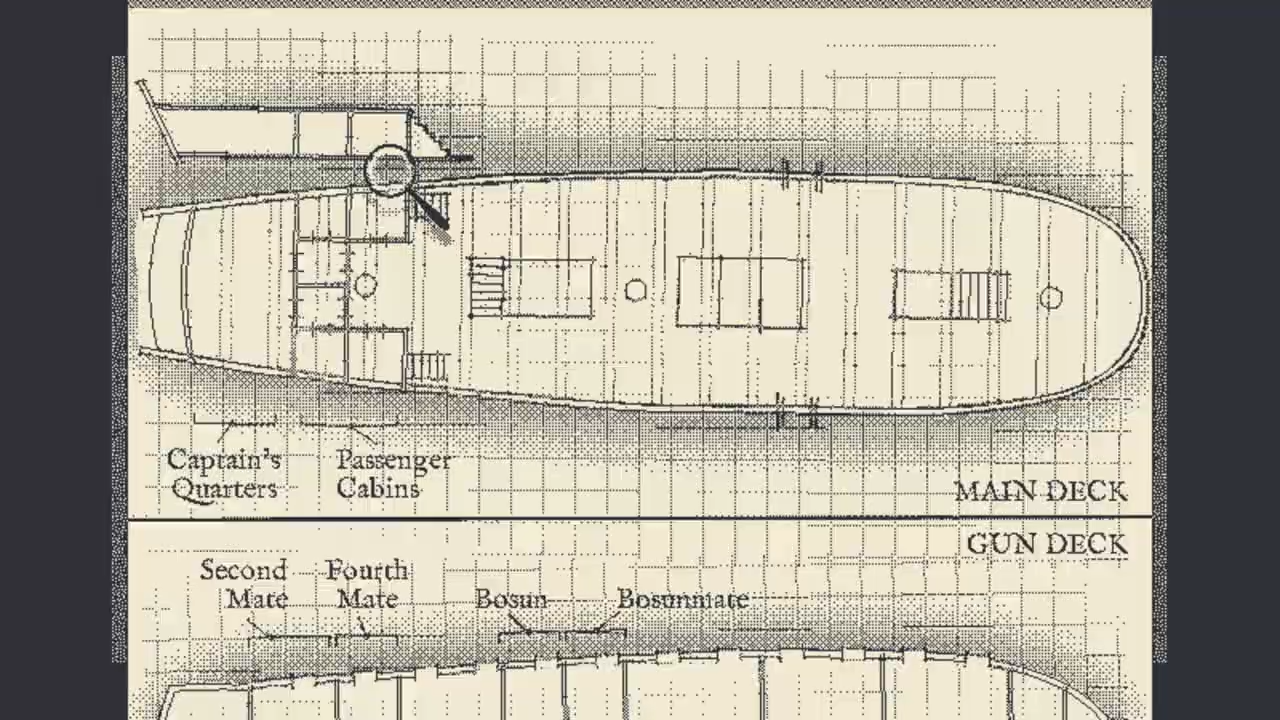 Captain's
Quarters
Passenger
Cabins
MAIN DECK
GUN DECK
Second
Mate
Fourth
Mate
Bosun
Bosunmate